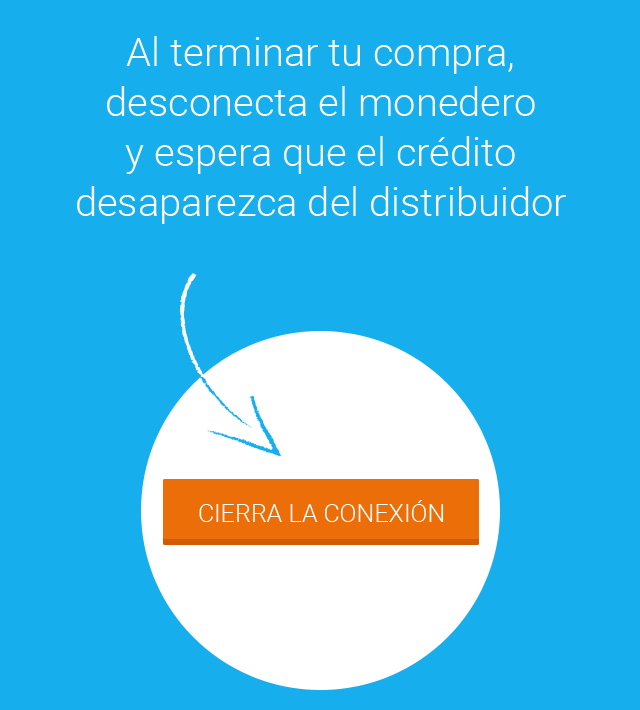 Al terminar tu compra,
desconecta el monedero
y espera que el crédito
desaparezca del distribuidor
CIERRA LA CONEXIÓN